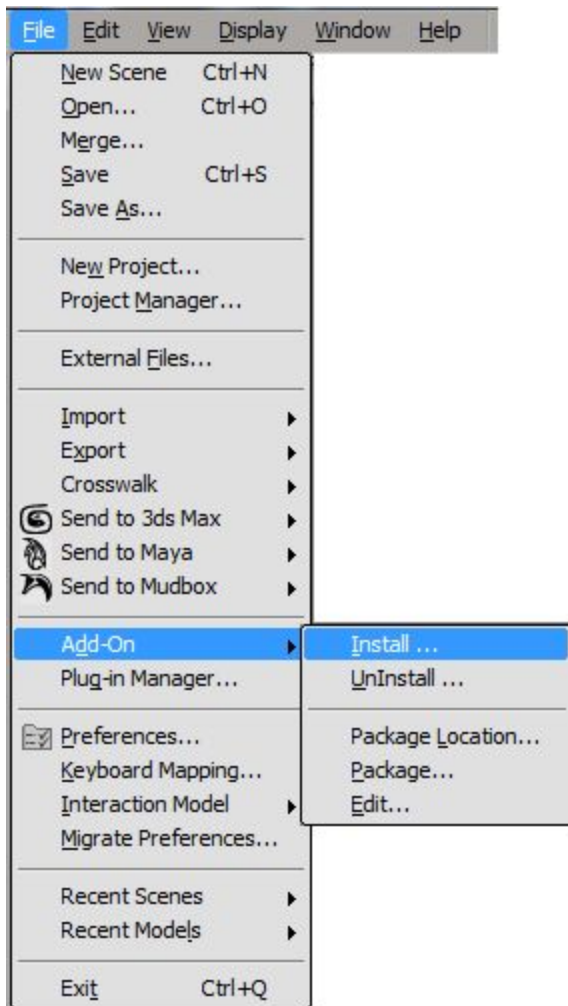 File Edit View Display Window Help
New Scene Ctrl+N
Open... Ctrl+O
Merge...
Save Ctrl+S
Save As...
New Project...
Project Manager...
External Files...
Import
Export
Crosswalk
Send to 3ds Max
Send to Maya
Send to Mudbox
Add-On
Plug-in Manager...
Preferences...
Keyboard Mapping...
Interaction Model
Migrate Preferences...
Recent Scenes
Recent Models
Exit Ctrl+Q
Install ...
UnInstall ...
Package Location...
Package...
Edit...